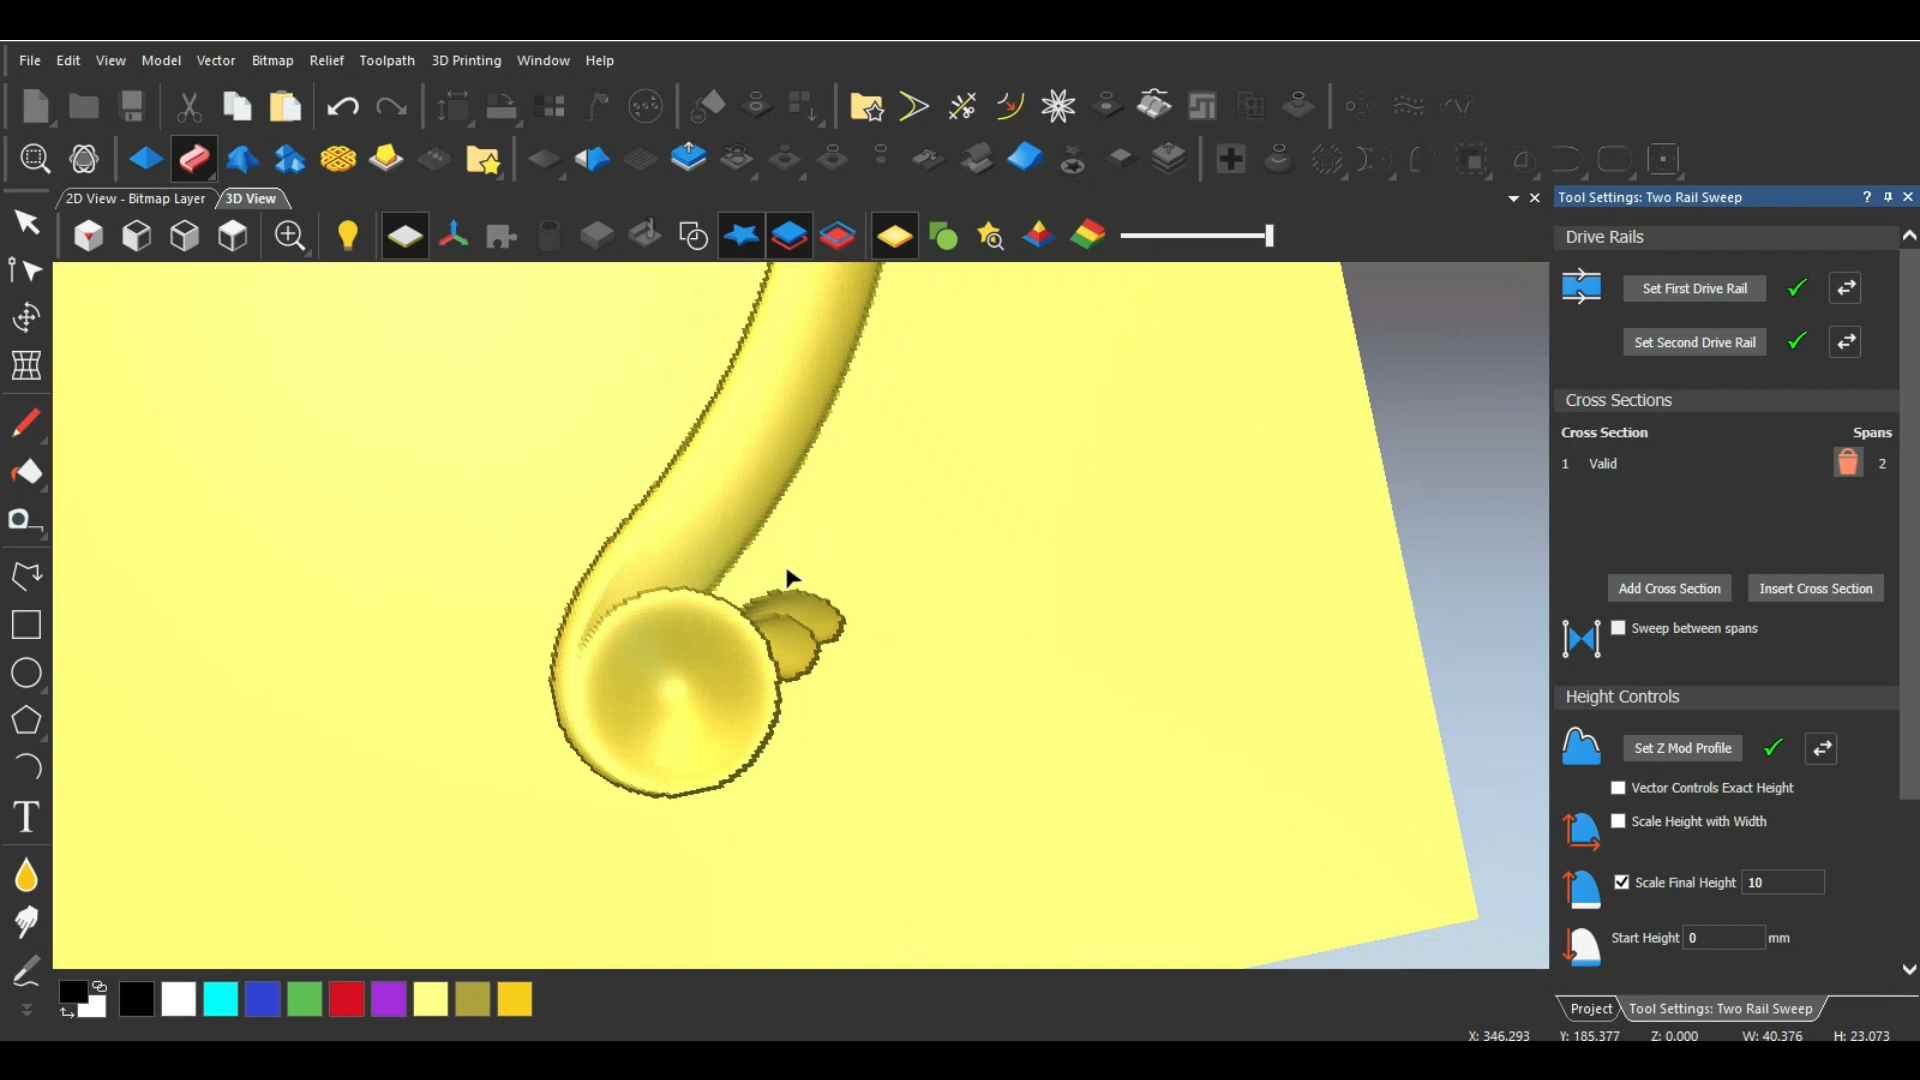 File Edit View Model Vector Bitmap Relief Toolpath 3D Printing Window Help
2D View - Bitmap Layer 3D View
Tool Settings: Two Rail Sweep ?
Drive Rails
Set First Drive Rail
Set Second Drive Rail
Cross Sections
Cross Section Spans
1 Valid 2
Add Cross Section Insert Cross Section
Sweep between spans
Height Controls
Set Z Mod Profile
Vector Controls Exact Height
Scale Height with Width
Scale Final Height 10
Start Height 0 mm
T
Project Tool Settings: Two Rail Sweep
X: 346.293 Y: 185.377 Z: 0.000 W: 40.376 H: 23.073